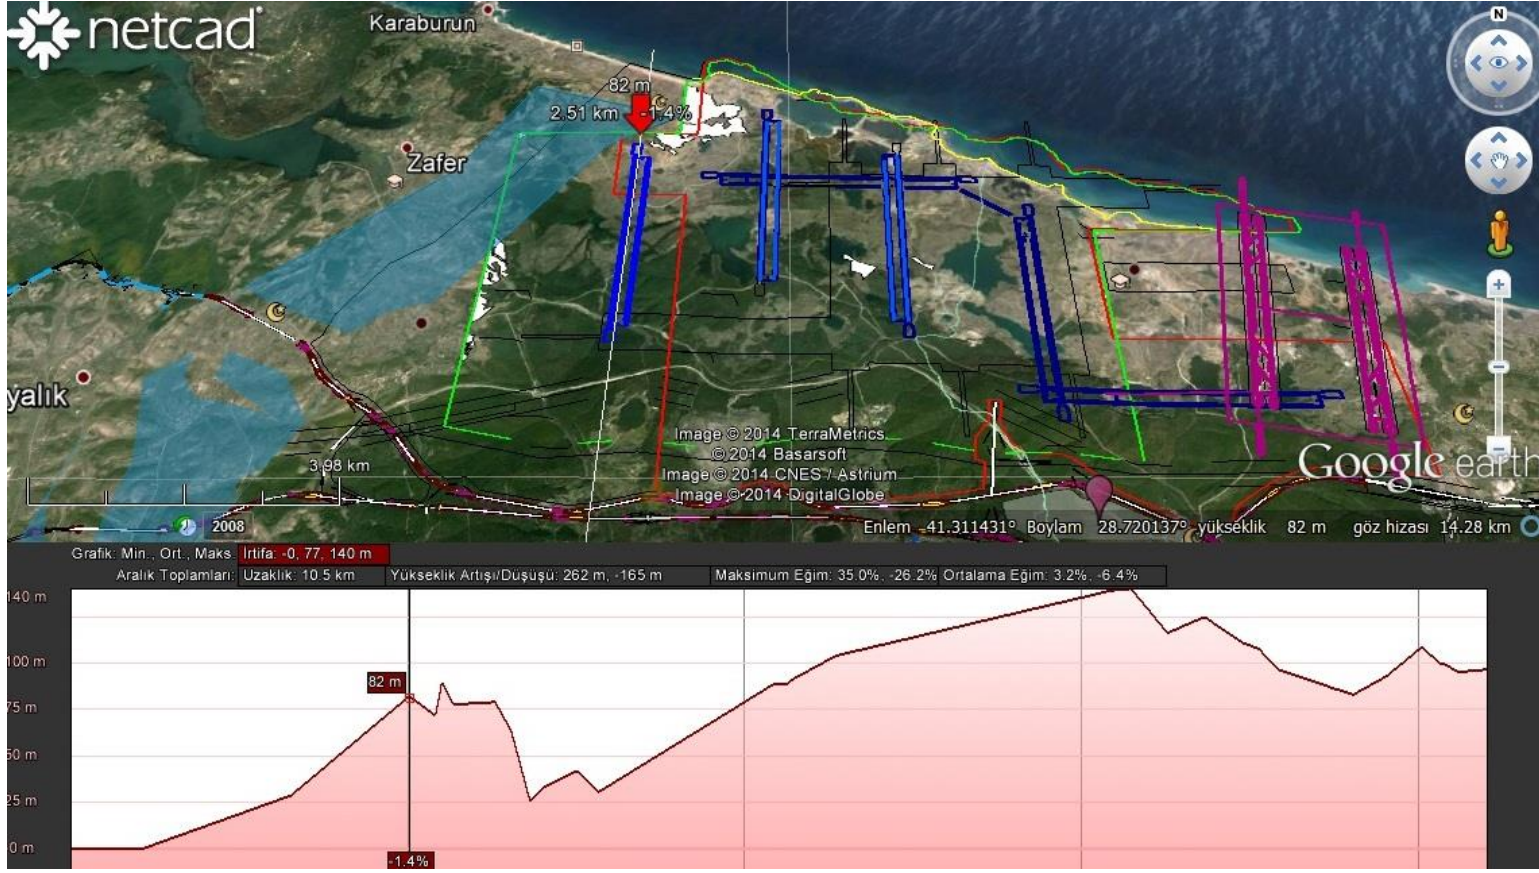 netcad
Karaburun
N
82 m
2.51 km -1.4%
Zafer
yalık
3,98 km
Image © 2014 TerraMetrics
© 2014 Basarsoft
Image © 2014 CNES / Astrium
Image © 2014 DigitalGlobe
Google earth
2008
Enlem 41.311431° Boylam 28.720137° yükseklik 82 m göz hizası 14.28 km
Grafik: Min., Ort., Maks. İrtifa: -0, 77, 140 m
Aralık Toplamları: Uzaklık: 10.5 km Yükseklik Artışı/Düşüşü: 262 m, -165 m Maksimum Eğim: 35.0%, -26.2% Ortalama Eğim: 3.2%, -6.4%
140 m
100 m
82 m
75 m
50 m
25 m
0 m
-1.4%